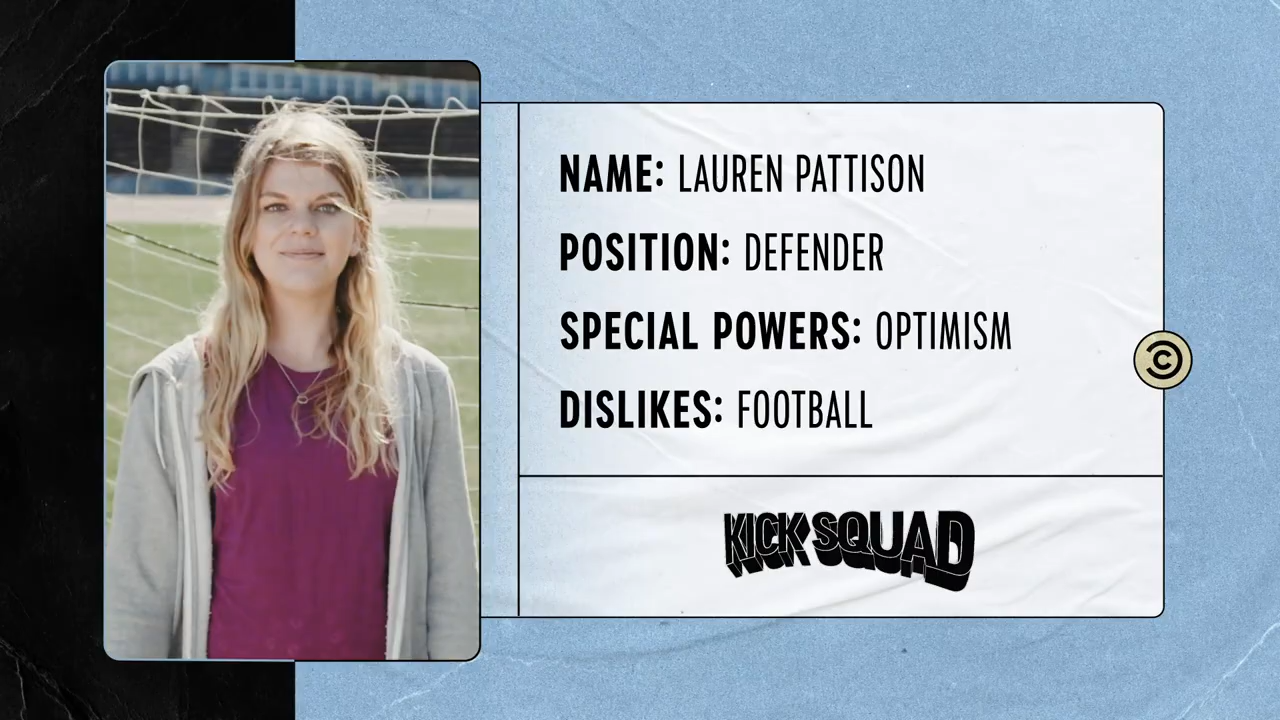 NAME: LAUREN PATTISON
POSITION: DEFENDER
SPECIAL POWERS: OPTIMISM
DISLIKES: FOOTBALL
KICK SQUAD